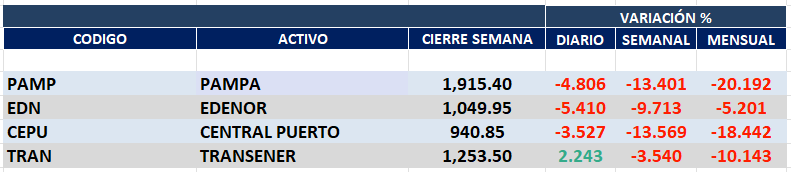 VARIACIÓN %
CODIGO ACTIVO CIERRE SEMANA DIARIO SEMANAL MENSUAL
PAMP PAMPA 1,915.40 -4.806 -13.401 -20.192
EDN EDENOR 1,049.95 -5.410 -9.713 -5.201
CEPU CENTRAL PUERTO 940.85 -3.527 -13.569 -18.442
TRAN TRANSENER 1,253.50 2.243 -3.540 -10.143